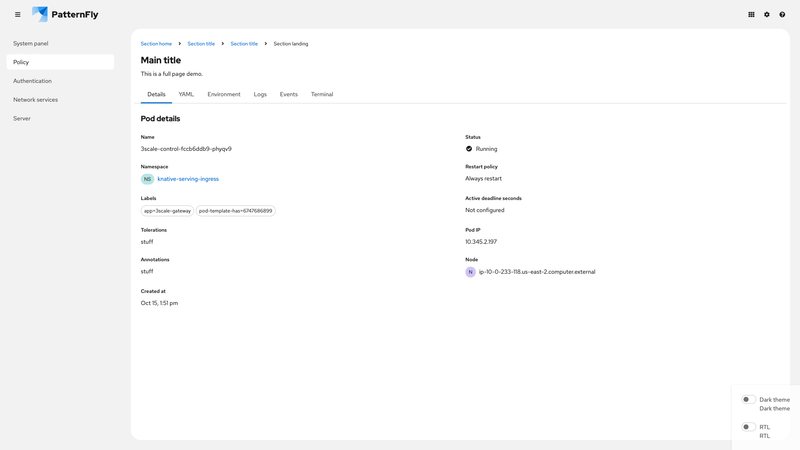 PatternFly
System panel
Policy
Authentication
Network services
Server
Section home
Section title
Section title
Section landing
Main title
This is a full page demo.
Details
YAML
Environment
Logs
Events
Terminal
Pod details
Name
3scale-control-fccb6ddb9-phyqv9
Status
Running
Namespace
NS
knative-serving-ingress
Restart policy
Always restart
Labels
app=3scale-gateway
pod-template-has=6747686899
Active deadline seconds
Not configured
Tolerations
stuff
Pod IP
10.345.2.197
Annotations
stuff
Node
N
ip-10-0-233-118.us-east-2.computer.external
Created at
Oct 15, 1:51 pm
Dark theme
Dark theme
RTL
RTL